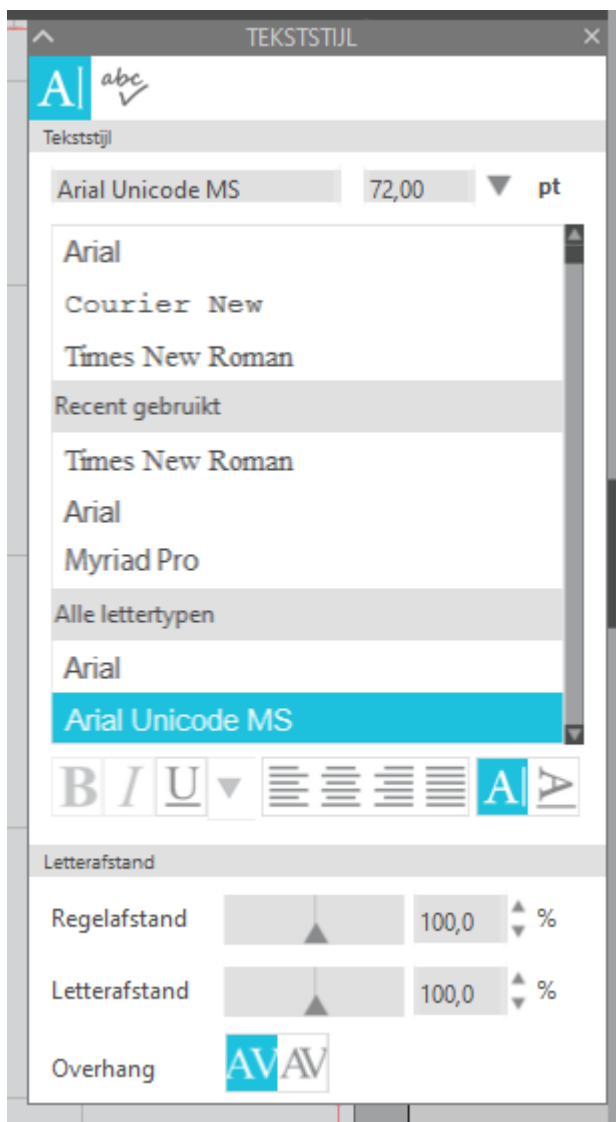 TEKSTSTIJL
A abc
Tekststijl
Arial Unicode MS 72,00 pt
Arial
Courier New
Times New Roman
Recent gebruikt
Times New Roman
Arial
Myriad Pro
Alle lettertypen
Arial
Arial Unicode MS
B I U A A
Letterafstand
Regelafstand 100,0 %
Letterafstand 100,0 %
Overhang AV AV